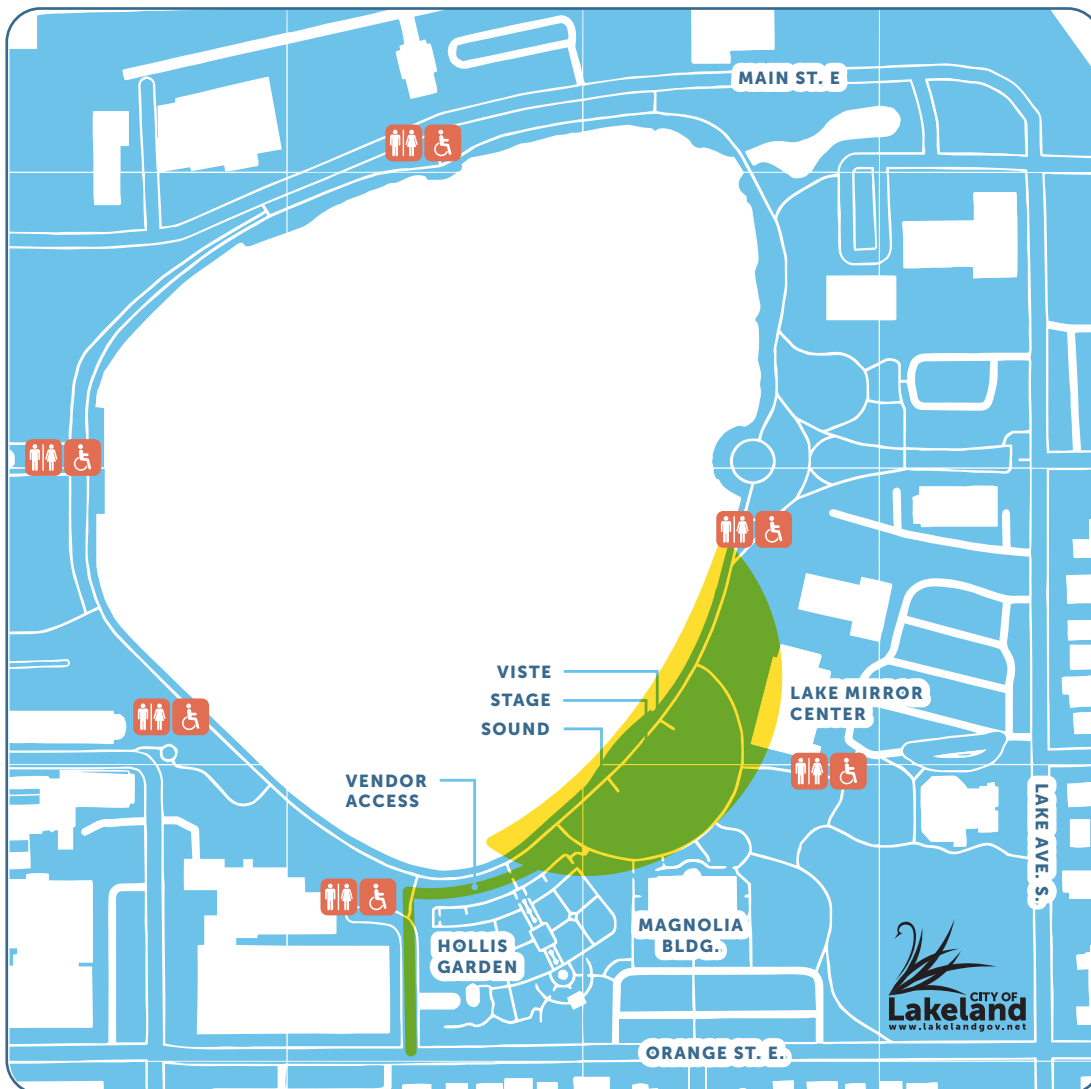 MAIN ST. E
VISTE
STAGE
SOUND
LAKE MIRROR
CENTER
VENDOR
ACCESS
LAKE AVE. S.
HOLLIS
GARDEN
MAGNOLIA
BLDG.
CITY OF
Lakeland
www.lakelandgov.net
ORANGE ST. E.